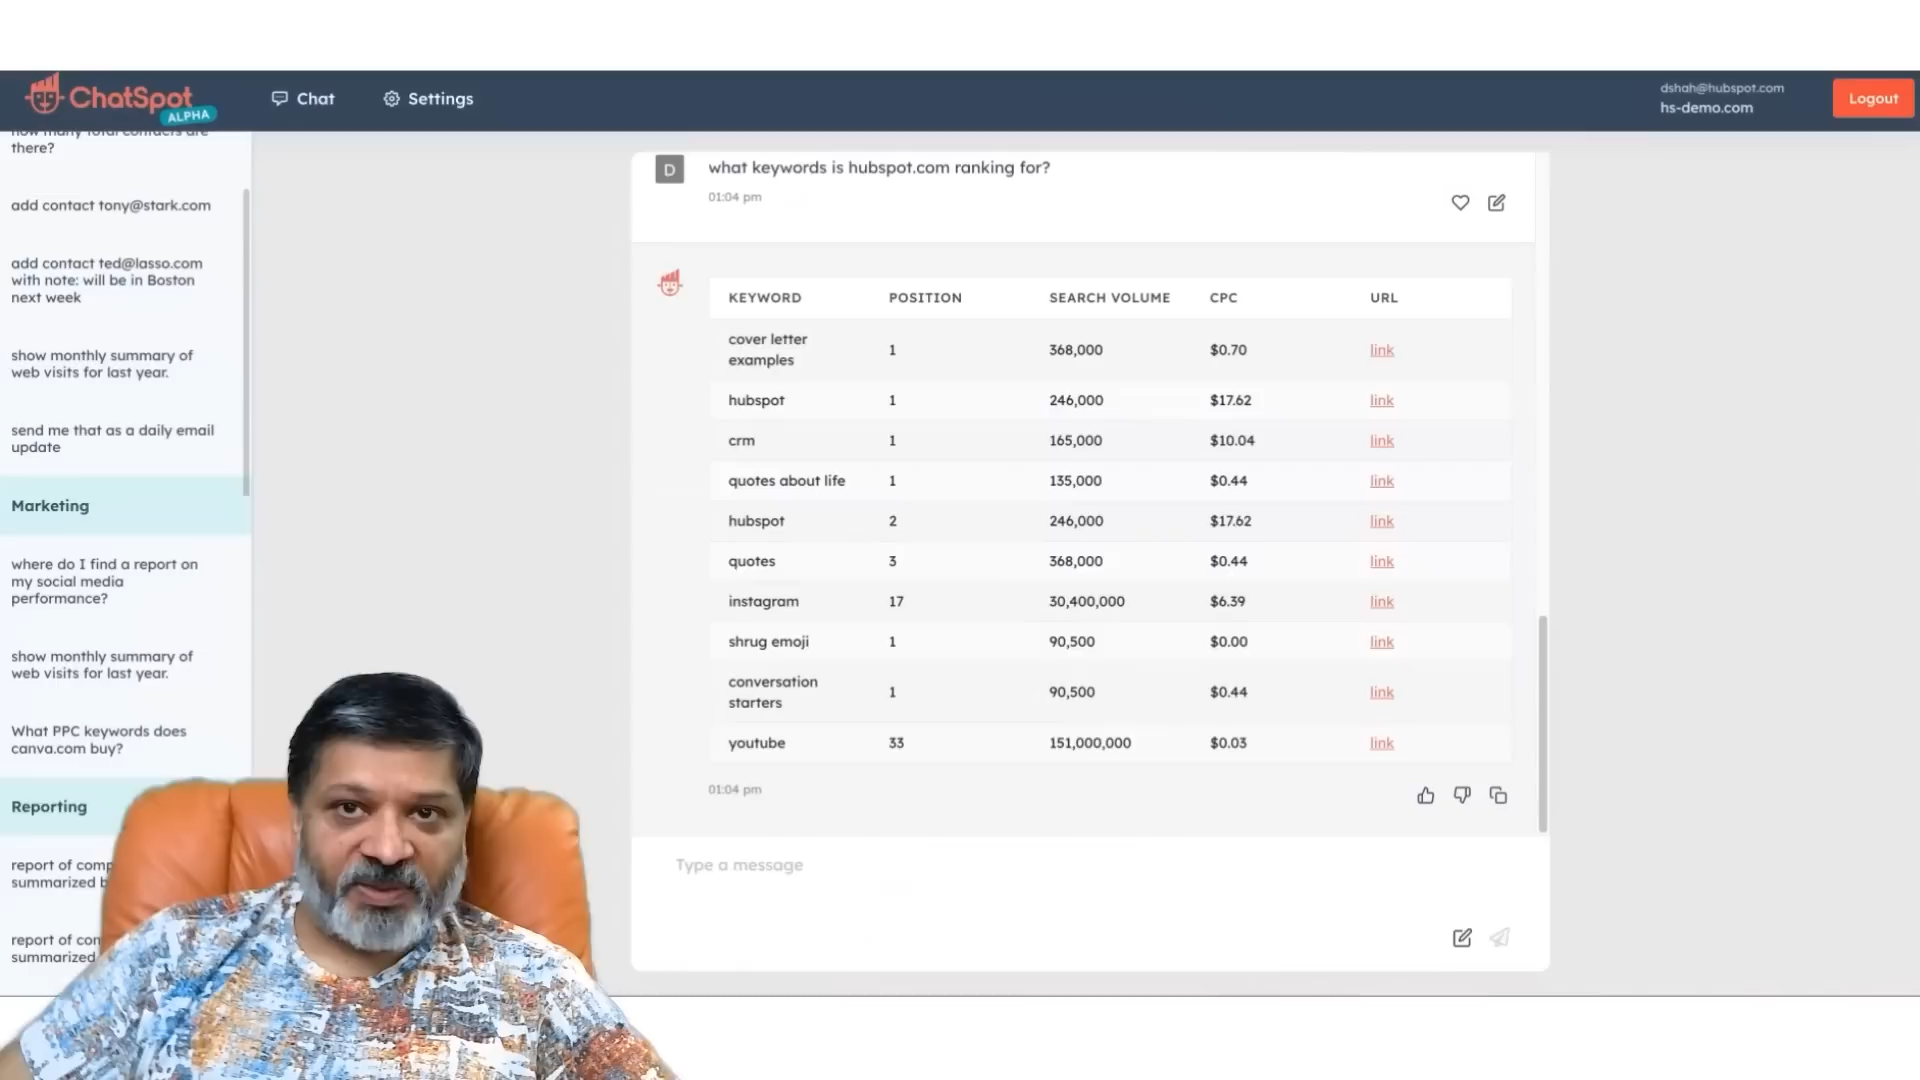 ChatSpot
ALPHA
Chat
Settings
dshah@hubspot.com
hs-demo.com
Logout
how many total contacts are
there?
add contact tony@stark.com
add contact ted@lasso.com
with note: will be in Boston
next week
show monthly summary of
web visits for last year.
send me that as a daily email
update
Marketing
where do I find a report on
my social media
performance?
show monthly summary of
web visits for last year.
What PPC keywords does
canva.com buy?
Reporting
report of comp
summarized b
report of con
summarized
D
what keywords is hubspot.com ranking for?
01:04 pm
KEYWORD POSITION SEARCH VOLUME CPC URL
cover letter
examples 1 368,000 $0.70 link
hubspot 1 246,000 $17.62 link
crm 1 165,000 $10.04 link
quotes about life 1 135,000 $0.44 link
hubspot 2 246,000 $17.62 link
quotes 3 368,000 $0.44 link
instagram 17 30,400,000 $6.39 link
shrug emoji 1 90,500 $0.00 link
conversation
starters 1 90,500 $0.44 link
youtube 33 151,000,000 $0.03 link
01:04 pm
Type a message